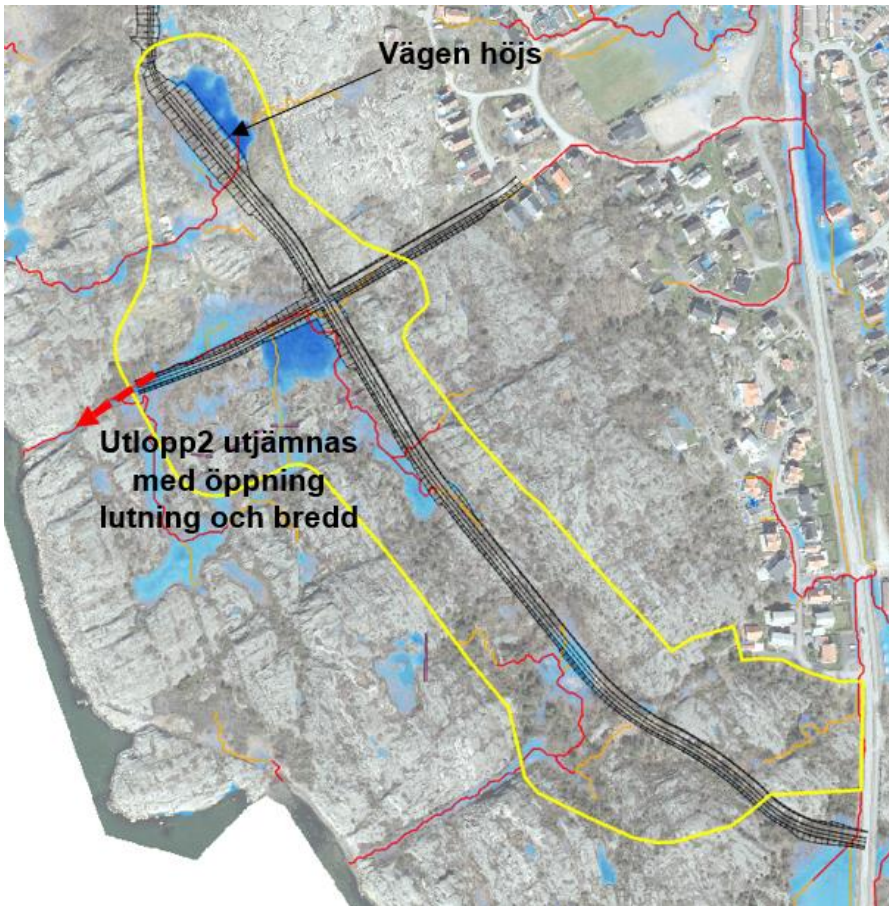 Vägen höjs
Utlopp2 utjämnas
med öppning
lutning och bredd